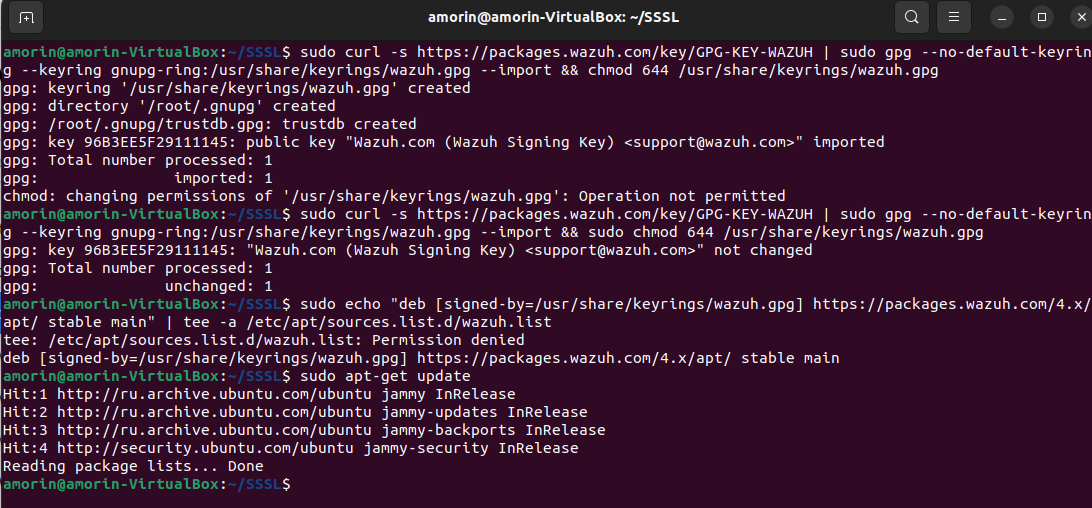 amorin@amorin-VirtualBox: ~/SSSL
amorin@amorin-VirtualBox:~/SSSL$ sudo curl -s https://packages.wazuh.com/key/GPG-KEY-WAZUH | sudo gpg --no-default-keyrin
g --keyring gnupg-ring:/usr/share/keyrings/wazuh.gpg --import && chmod 644 /usr/share/keyrings/wazuh.gpg
gpg: keyring '/usr/share/keyrings/wazuh.gpg' created
gpg: directory '/root/.gnupg' created
gpg: /root/.gnupg/trustdb.gpg: trustdb created
gpg: key 96B3EE5F29111145: public key "Wazuh.com (Wazuh Signing Key) <support@wazuh.com>" imported
gpg: Total number processed: 1
gpg:               imported: 1
chmod: changing permissions of '/usr/share/keyrings/wazuh.gpg': Operation not permitted
amorin@amorin-VirtualBox:~/SSSL$ sudo curl -s https://packages.wazuh.com/key/GPG-KEY-WAZUH | sudo gpg --no-default-keyrin
g --keyring gnupg-ring:/usr/share/keyrings/wazuh.gpg --import && sudo chmod 644 /usr/share/keyrings/wazuh.gpg
gpg: key 96B3EE5F29111145: "Wazuh.com (Wazuh Signing Key) <support@wazuh.com>" not changed
gpg: Total number processed: 1
gpg:              unchanged: 1
amorin@amorin-VirtualBox:~/SSSL$ sudo echo "deb [signed-by=/usr/share/keyrings/wazuh.gpg] https://packages.wazuh.com/4.x/
apt/ stable main" | tee -a /etc/apt/sources.list.d/wazuh.list
tee: /etc/apt/sources.list.d/wazuh.list: Permission denied
deb [signed-by=/usr/share/keyrings/wazuh.gpg] https://packages.wazuh.com/4.x/apt/ stable main
amorin@amorin-VirtualBox:~/SSSL$ sudo apt-get update
Hit:1 http://ru.archive.ubuntu.com/ubuntu jammy InRelease
Hit:2 http://ru.archive.ubuntu.com/ubuntu jammy-updates InRelease
Hit:3 http://ru.archive.ubuntu.com/ubuntu jammy-backports InRelease
Hit:4 http://security.ubuntu.com/ubuntu jammy-security InRelease
Reading package lists... Done
amorin@amorin-VirtualBox:~/SSSL$